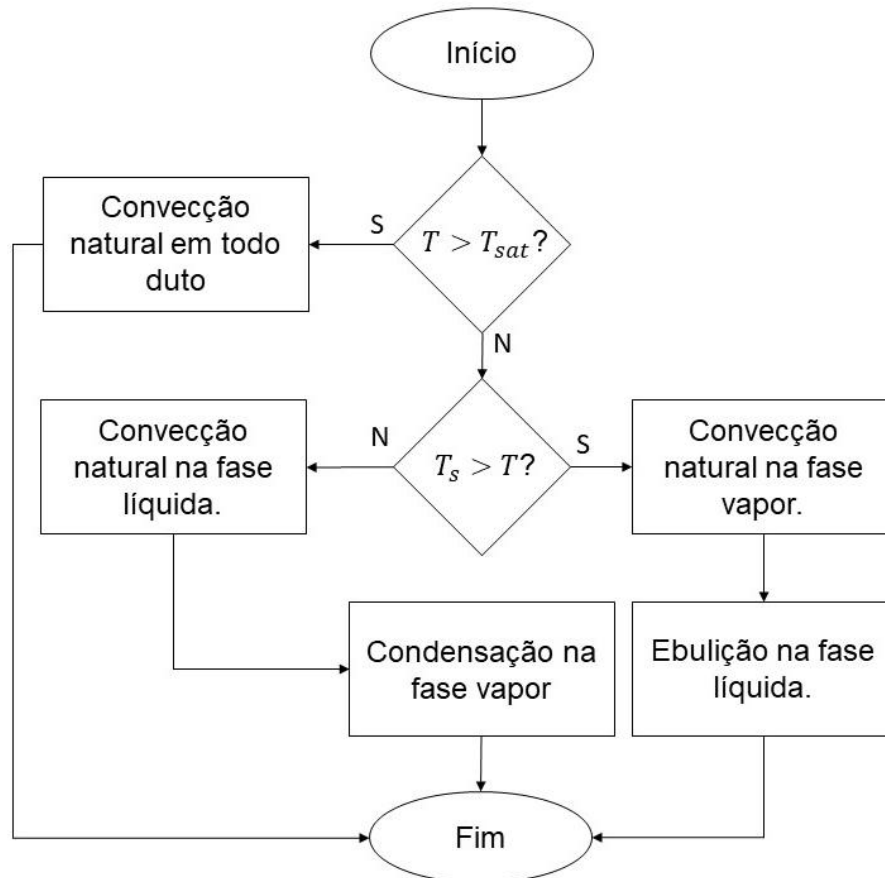 Início
T > T_sat?
S
Convecção
natural em todo
duto
N
T_s > T?
N
Convecção
natural na fase
líquida.
S
Convecção
natural na fase
vapor.
Condensação na
fase vapor
Ebulição na fase
líquida.
Fim